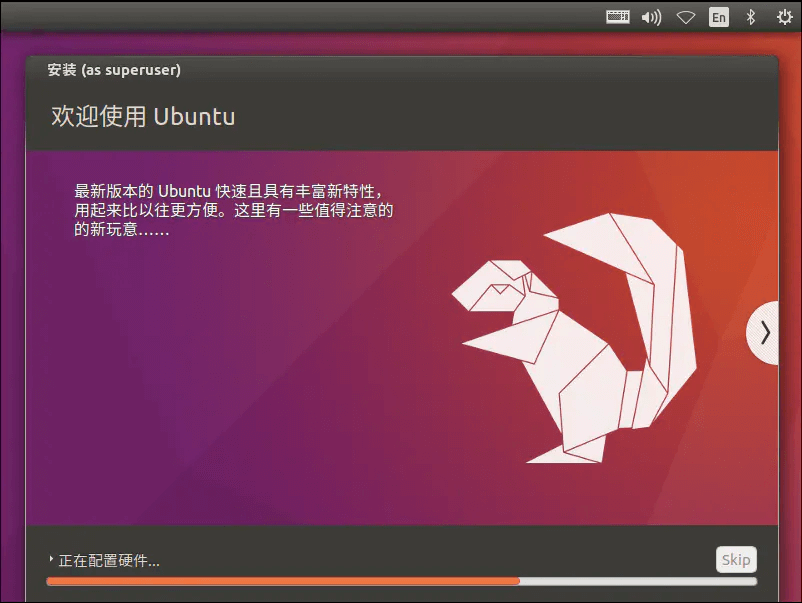 En
安装 (as superuser)
欢迎使用 Ubuntu
最新版本的 Ubuntu 快速且具有丰富新特性，
用起来比以往更方便。这里有一些值得注意的
的新玩意……
正在配置硬件...
Skip